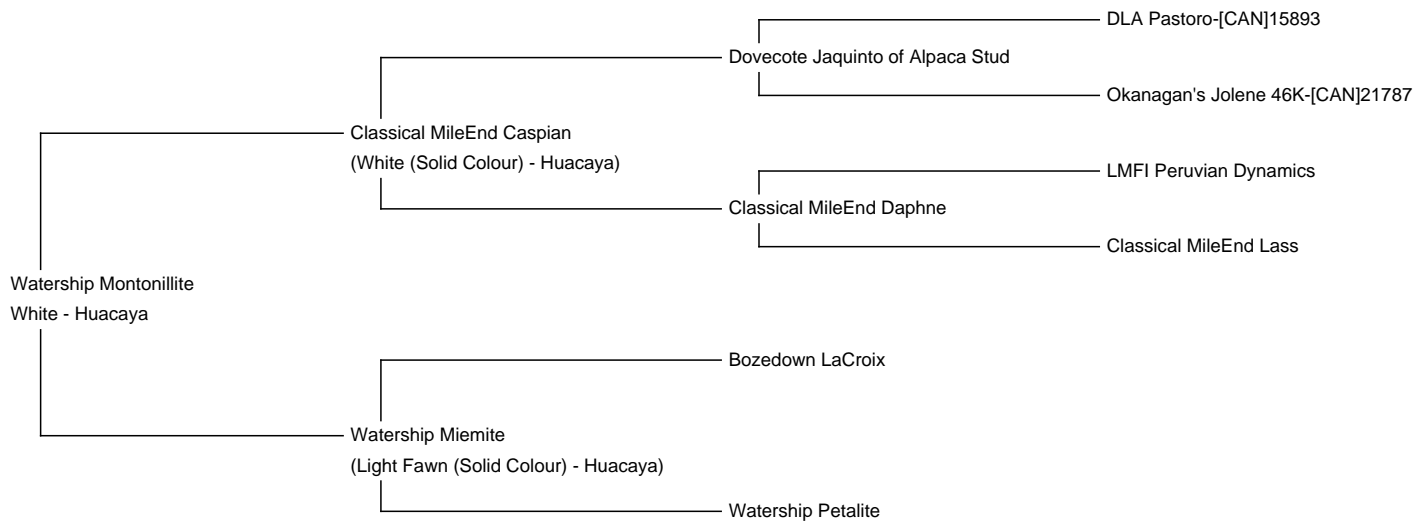 DLA Pastoro-[CAN]15893
Dovecote Jaquinto of Alpaca Stud
Okanagan's Jolene 46K-[CAN]21787
Classical MileEnd Caspian
(White (Solid Colour) - Huacaya)
LMFI Peruvian Dynamics
Classical MileEnd Daphne
Classical MileEnd Lass
Watership Montonillite
White - Huacaya
Bozedown LaCroix
Watership Miemite
(Light Fawn (Solid Colour) - Huacaya)
Watership Petalite